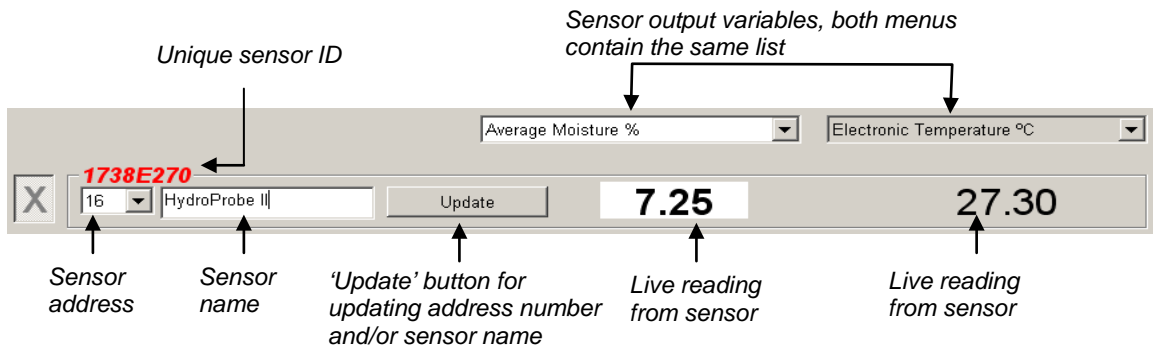 Sensor output variables, both menus
contain the same list
Unique sensor ID
Average Moisture %
Electronic Temperature ºC
1738E270
X
16
HydroProbe II
Update
7.25
27.30
Sensor
address
Sensor
name
'Update' button for
updating address number
and/or sensor name
Live reading
from sensor
Live reading
from sensor